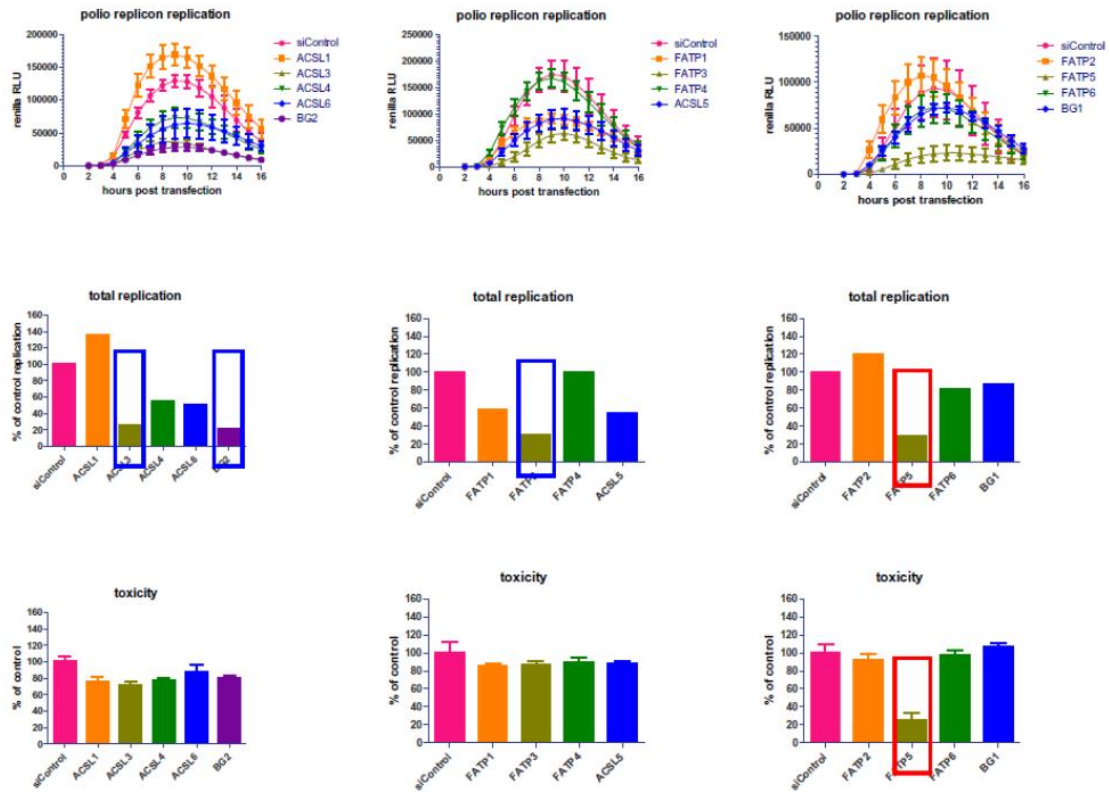 polio replicon replication
renilla RLU
200000
150000
100000
50000
0
0 2 4 6 8 10 12 14 16
hours post transfection
siControl
ACSL1
ACSL3
ACSL4
ACSL6
BG2
polio replicon replication
renilla RLU
250000
200000
150000
100000
50000
0
0 2 4 6 8 10 12 14 16
hours post transfection
siControl
FATP1
FATP3
FATP4
ACSL5
polio replicon replication
renilla RLU
150000
100000
50000
0
0 2 4 6 8 10 12 14 16
hours post transfection
siControl
FATP2
FATP5
FATP6
BG1
total replication
% of control replication
160
140
120
100
80
60
40
20
0
siControl
ACSL1
ACSL3
ACSL4
ACSL6
BG2
total replication
% of control replication
160
140
120
100
80
60
40
20
0
siControl
FATP1
FATP3
FATP4
ACSL5
total replication
% of control replication
160
140
120
100
80
60
40
20
0
siControl
FATP2
FATP5
FATP6
BG1
toxicity
% of control
160
140
120
100
80
60
40
20
0
siControl
ACSL1
ACSL3
ACSL4
ACSL6
BG2
toxicity
% of control
160
140
120
100
80
60
40
20
0
siControl
FATP1
FATP3
FATP4
ACSL5
toxicity
% of control
160
140
120
100
80
60
40
20
0
siControl
FATP2
FATP5
FATP6
BG1